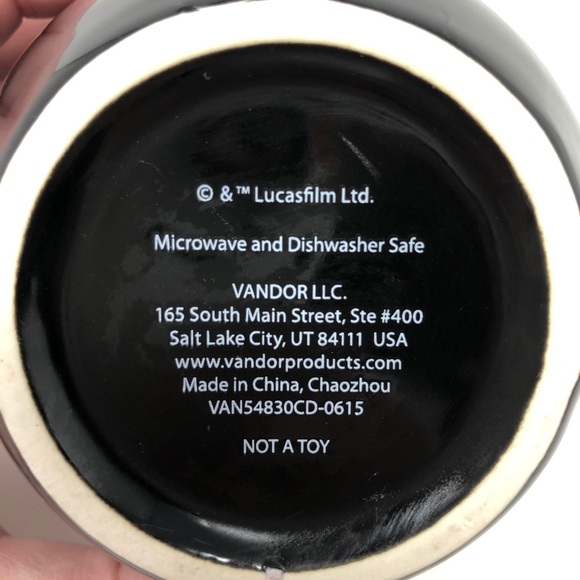 © &™ Lucasfilm Ltd.
Microwave and Dishwasher Safe
VANDOR LLC.
165 South Main Street, Ste #400
Salt Lake City, UT 84111 USA
www.vandorproducts.com
Made in China, Chaozhou
VAN54830CD-0615
NOT A TOY